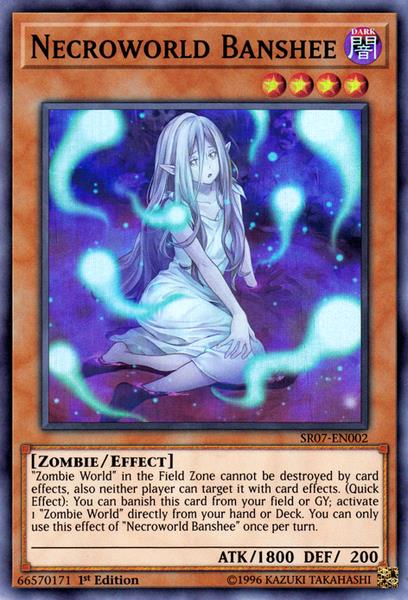 NECROWORLD BANSHEE
DARK
闇
SR07-EN002
[ZOMBIE/EFFECT]
"Zombie World" in the Field Zone cannot be destroyed by card
effects, also neither player can target it with card effects. (Quick
Effect): You can banish this card from your field or GY; activate
1 "Zombie World" directly from your hand or Deck. You can only
use this effect of "Necroworld Banshee" once per turn.
ATK/1800 DEF/ 200
66570171 1st Edition ©1996 KAZUKI TAKAHASHI